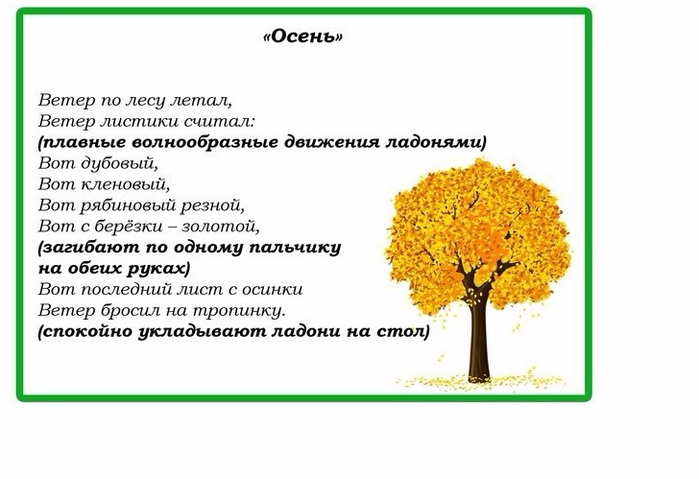 «Осень»
Ветер по лесу летал,
Ветер листики считал:
(плавные волнообразные движения ладонями)
Вот дубовый,
Вот кленовый,
Вот рябиновый резной,
Вот с берёзки – золотой,
(загибают по одному пальчику
на обеих руках)
Вот последний лист с осинки
Ветер бросил на тропинку.
(спокойно укладывают ладони на стол)